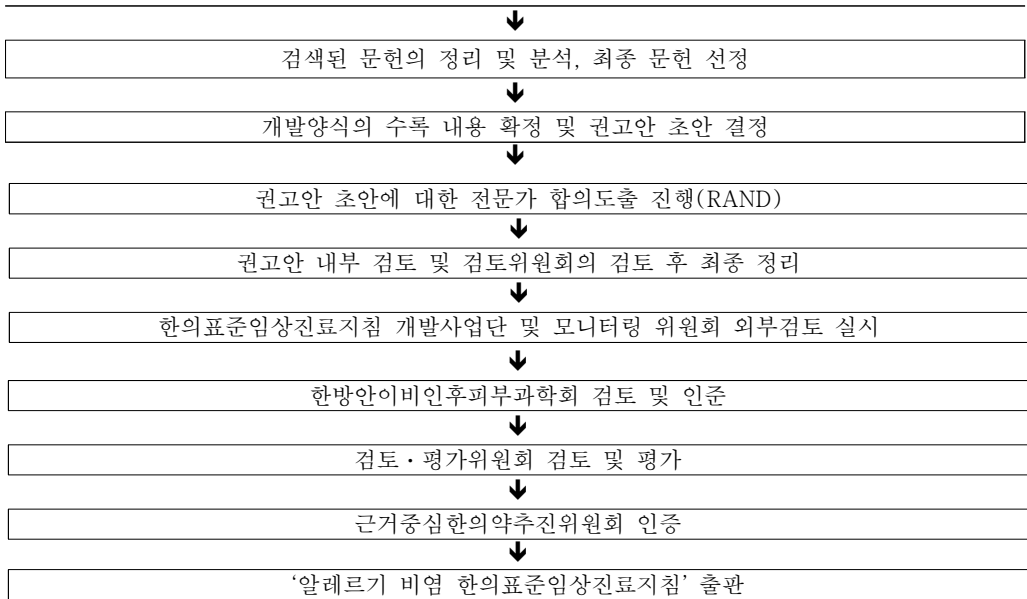 검색된 문헌의 정리 및 분석, 최종 문헌 선정
개발양식의 수록 내용 확정 및 권고안 초안 결정
권고안 초안에 대한 전문가 합의도출 진행(RAND)
권고안 내부 검토 및 검토위원회의 검토 후 최종 정리
한의표준임상진료지침 개발사업단 및 모니터링 위원회 외부검토 실시
한방안이비인후피부과학회 검토 및 인준
검토・평가위원회 검토 및 평가
근거중심한의약추진위원회 인증
‘알레르기 비염 한의표준임상진료지침’ 출판